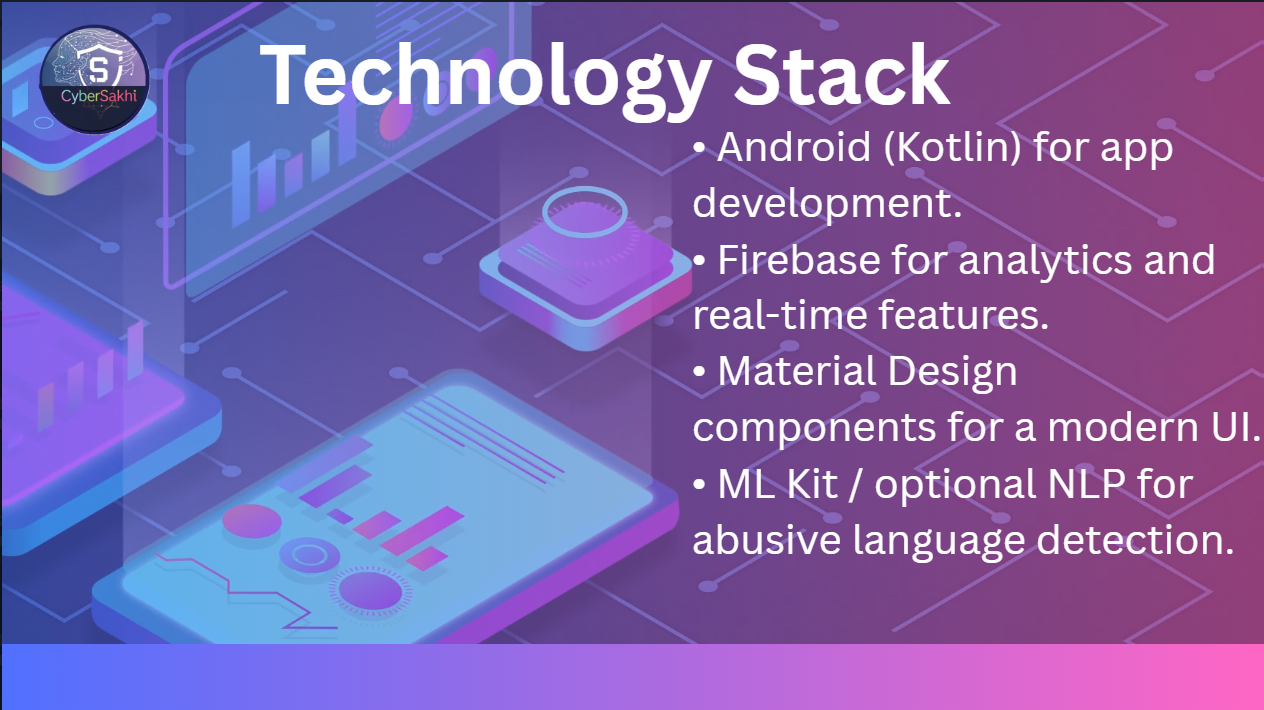 S
CyberSakhi
Technology Stack
• Android (Kotlin) for app
development.
• Firebase for analytics and
real-time features.
• Material Design
components for a modern UI.
• ML Kit / optional NLP for
abusive language detection.